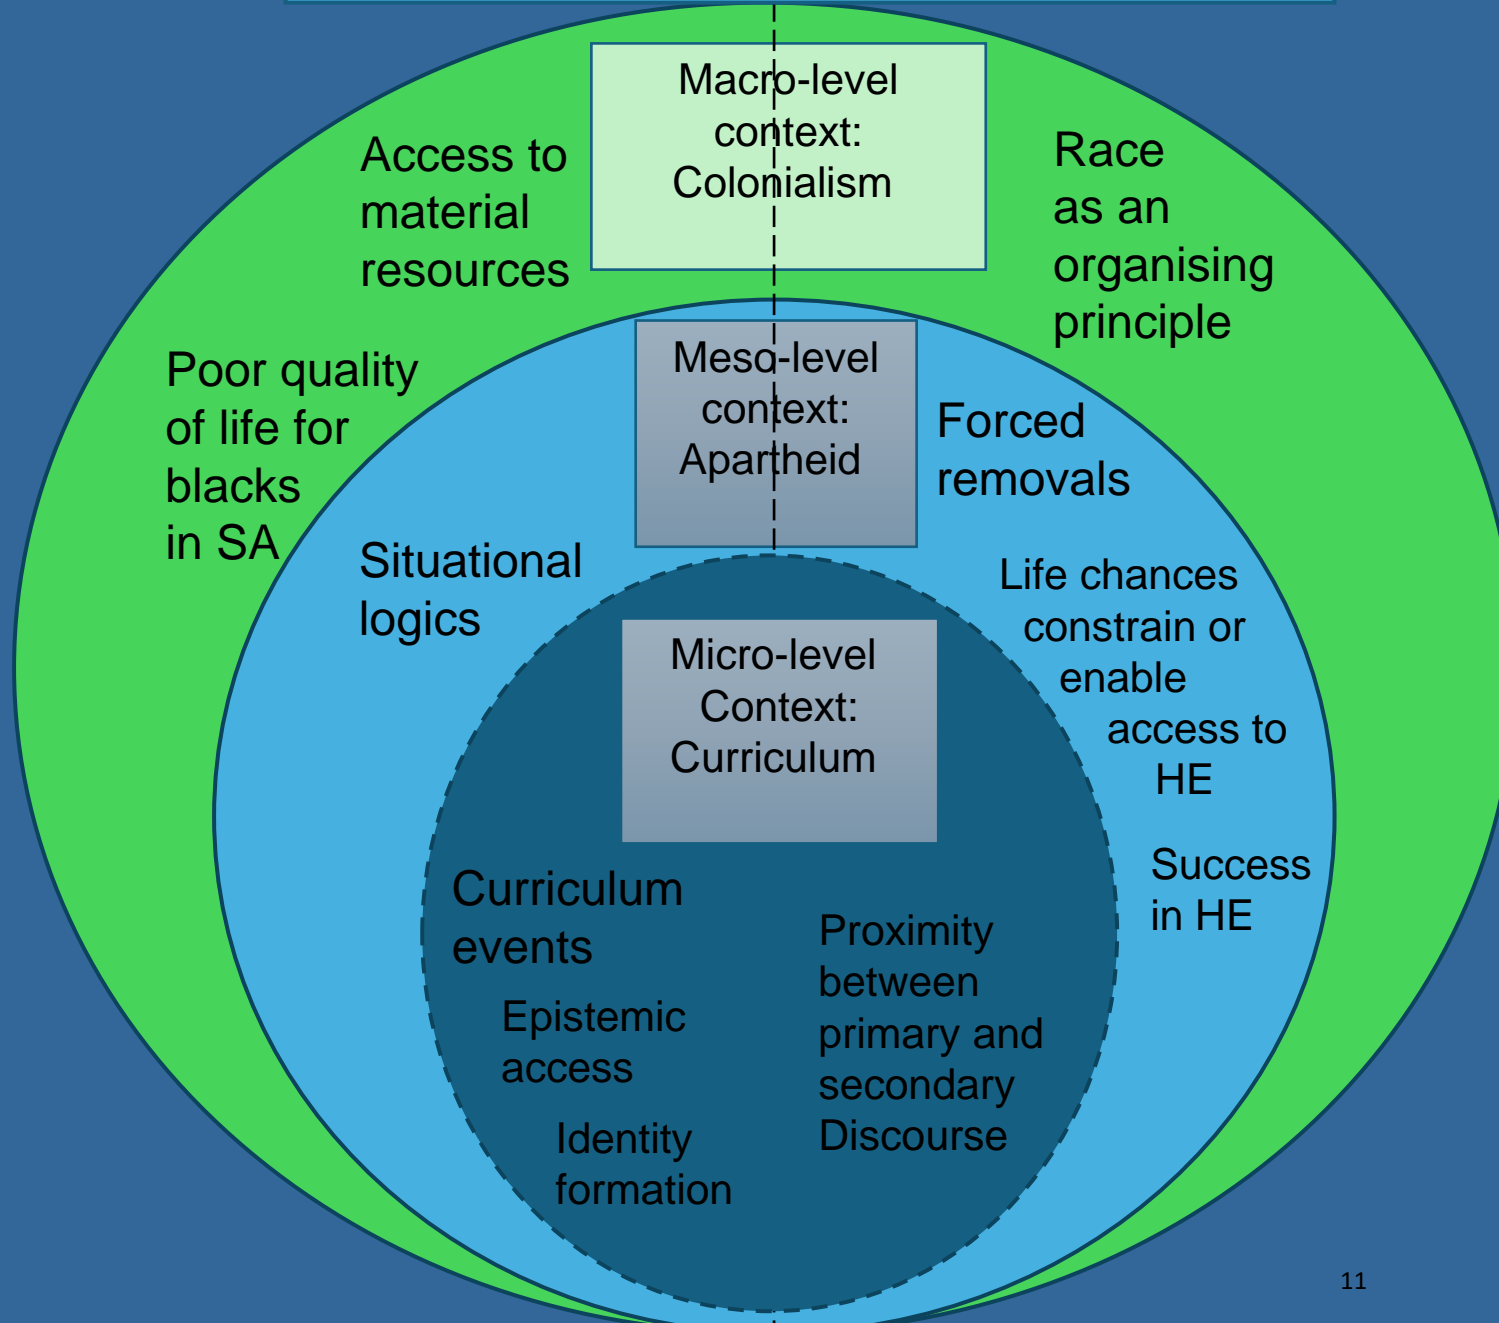 Macro-level
context:
Colonialism
Access to
material
resources
Race
as an
organising
principle
Poor quality
of life for
blacks
in SA
Meso-level
context:
Apartheid
Forced
removals
Situational
logics
Life chances
constrain or
enable
access to
HE
Success
in HE
Micro-level
Context:
Curriculum
Curriculum
events
Epistemic
access
Identity
formation
Proximity
between
primary and
secondary
Discourse
11